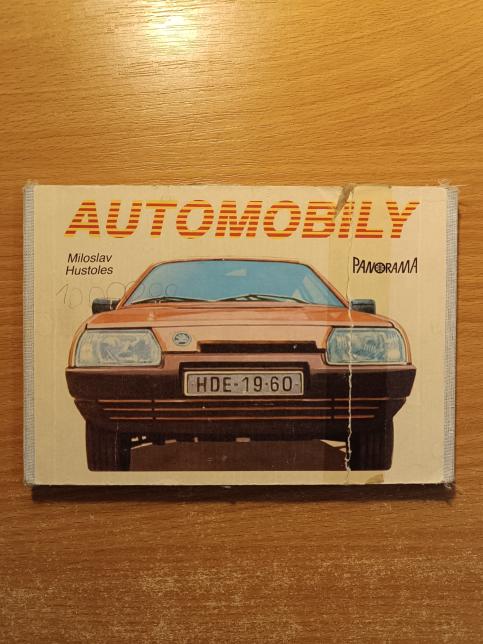 AUTOMOBILY
Miloslav
Hustoles
PANORAMA
HDE-19-60